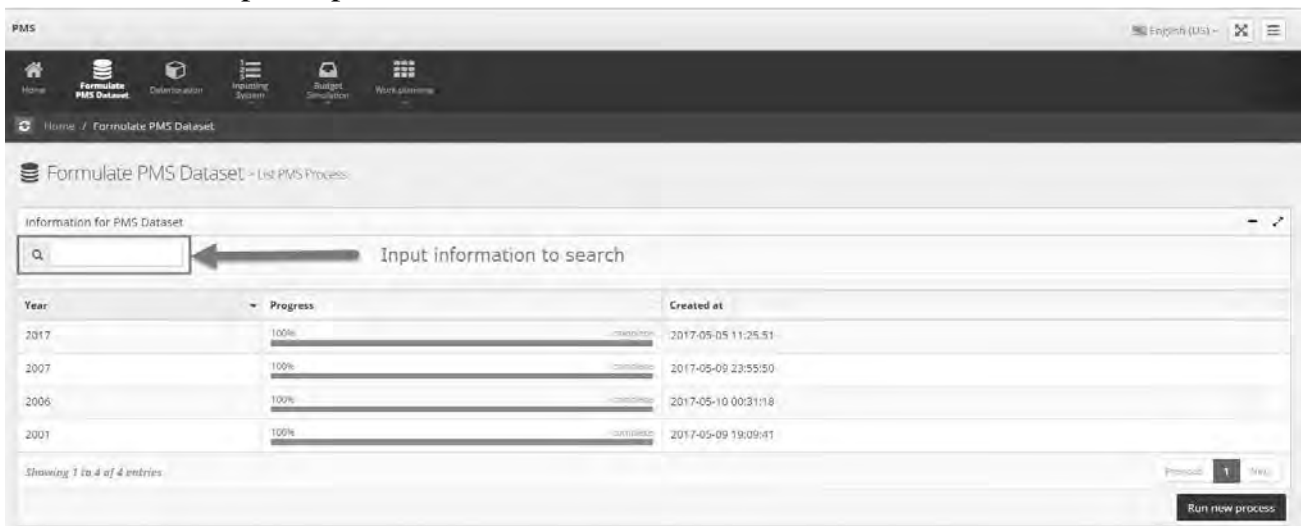 PMS
English (US)
Home
Formulate PMS Dataset
Deterioration
Inputting System
Budget Simulation
Work planning
Home / Formulate PMS Dataset
Formulate PMS Dataset - List PMS Process
Information for PMS Dataset
Input information to search
Year Progress Created at
2017 100% complete 2017-05-05 11:25:51
2007 100% complete 2017-05-09 23:55:50
2006 100% complete 2017-05-10 00:31:18
2001 100% complete 2017-05-09 19:09:41
Showing 1 to 4 of 4 entries
Previous 1 Next
Run new process